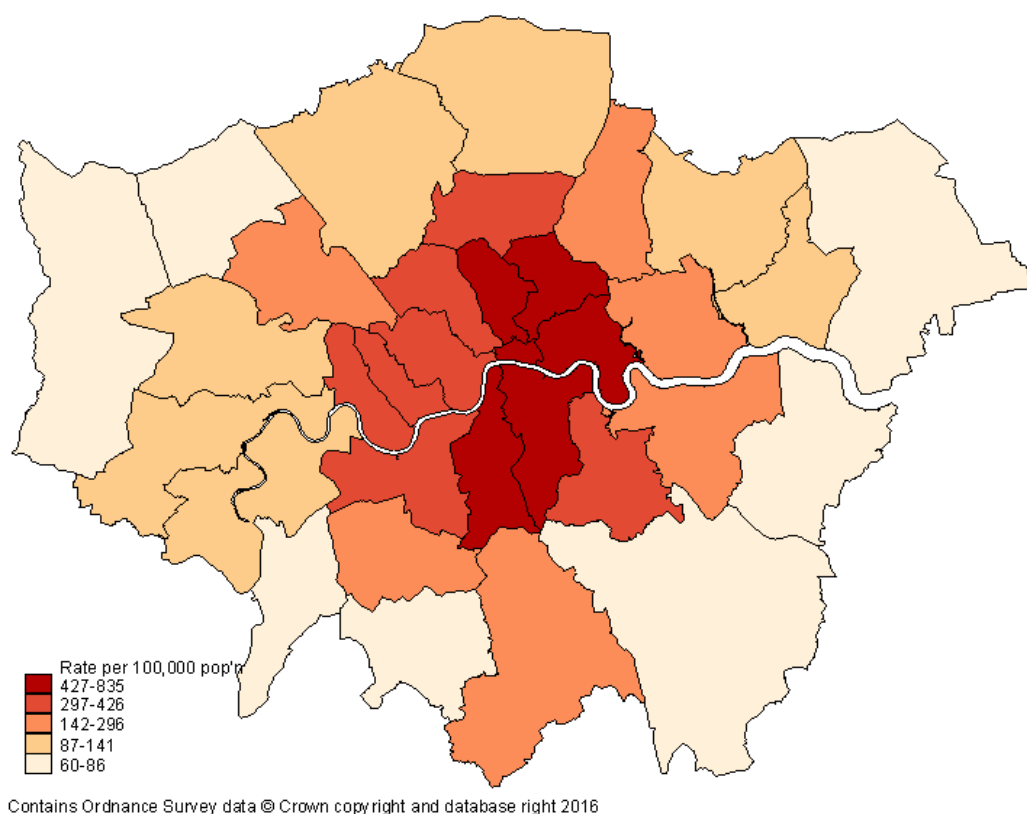 Rate per 100,000 pop'n
427-835
297-426
142-296
87-141
60-86
Contains Ordnance Survey data © Crown copyright and database right 2016